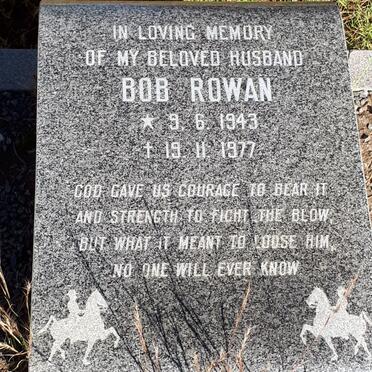 IN LOVING MEMORY
OF MY BELOVED HUSBAND
BOB ROWAN
★ 9. 6. 1943
† 19. 11. 1977
GOD GAVE US COURAGE TO BEAR IT
AND STRENGTH TO FIGHT THE BLOW,
BUT WHAT IT MEANT TO LOOSE HIM,
NO ONE WILL EVER KNOW